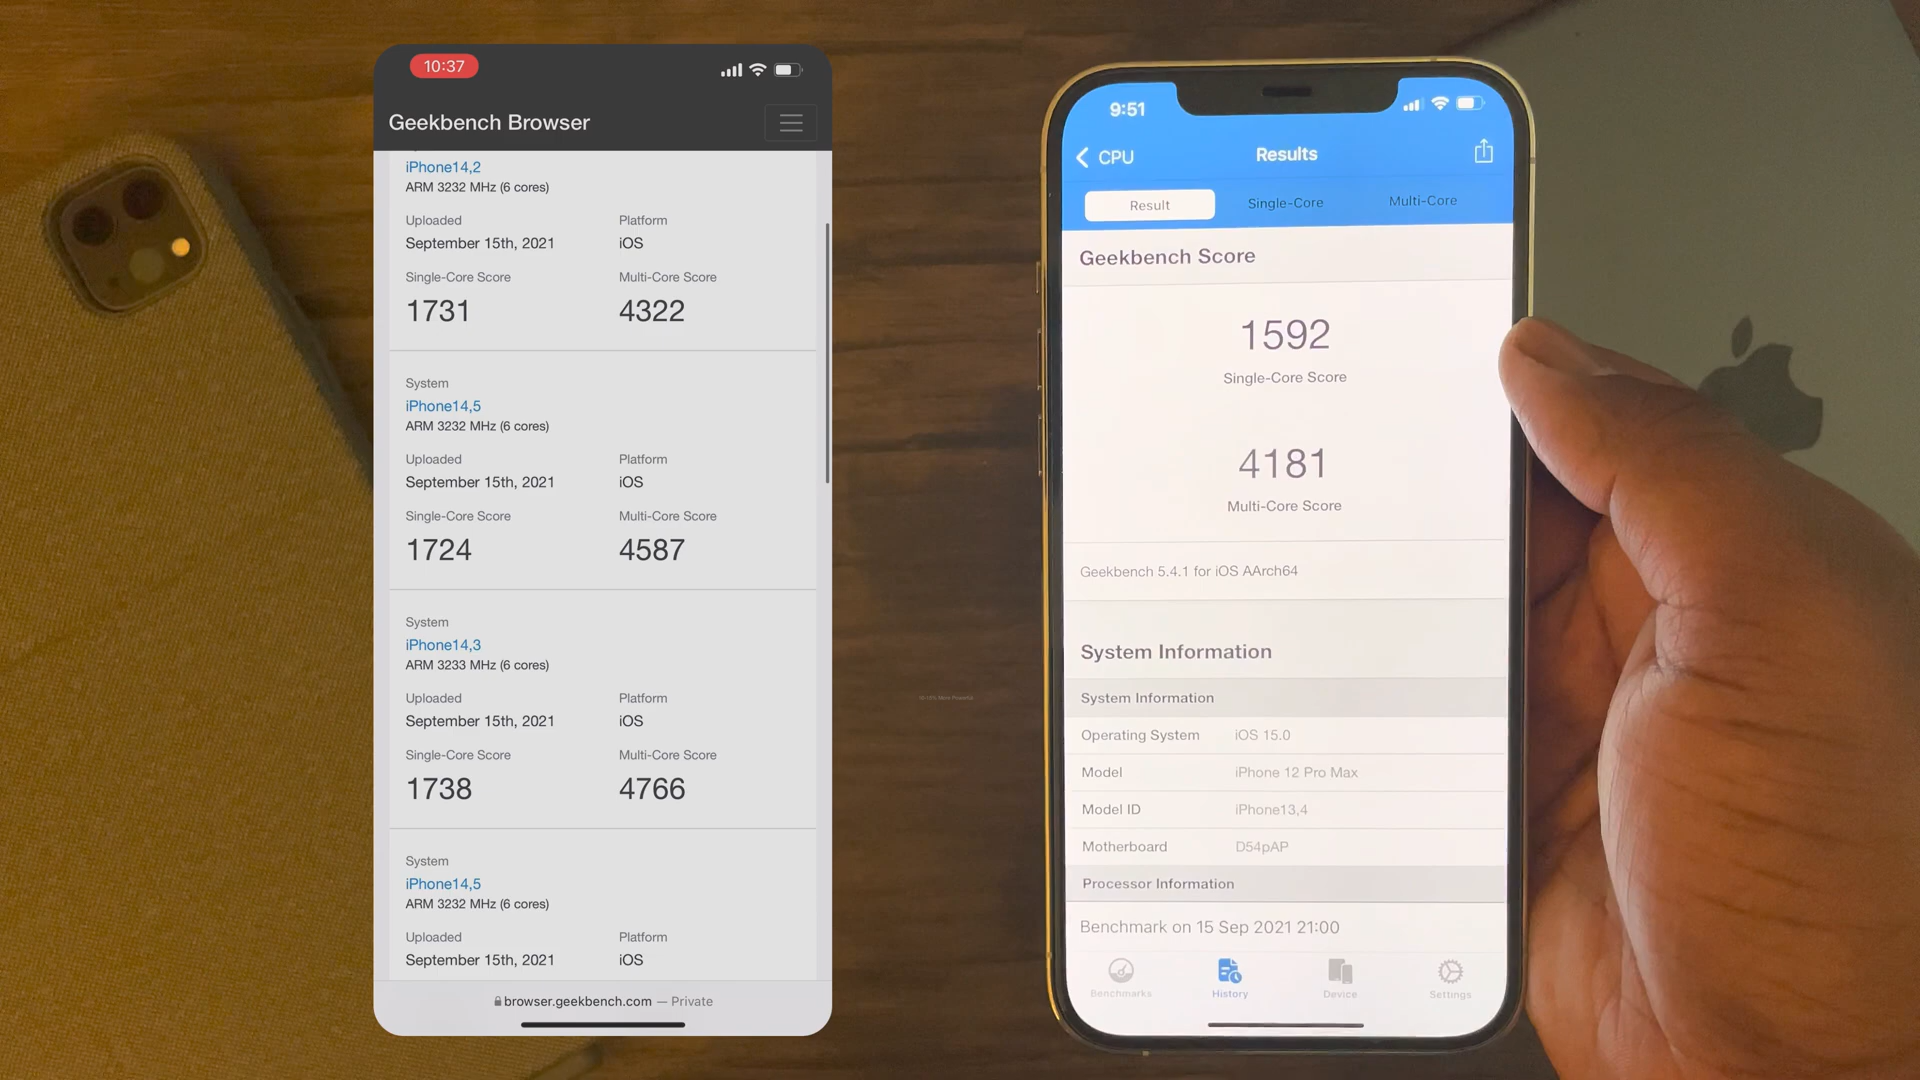 10:37
Geekbench Browser
iPhone14,2
ARM 3232 MHz (6 cores)
Uploaded Platform
September 15th, 2021 iOS
Single-Core Score Multi-Core Score
1731 4322
System
iPhone14,5
ARM 3232 MHz (6 cores)
Uploaded Platform
September 15th, 2021 iOS
Single-Core Score Multi-Core Score
1724 4587
System
iPhone14,3
ARM 3233 MHz (6 cores)
Uploaded Platform
September 15th, 2021 iOS
Single-Core Score Multi-Core Score
1738 4766
System
iPhone14,5
ARM 3232 MHz (6 cores)
Uploaded Platform
September 15th, 2021 iOS
browser.geekbench.com — Private
9:51
CPU Results
Result Single-Core Multi-Core
Geekbench Score
1592
Single-Core Score
4181
Multi-Core Score
Geekbench 5.4.1 for iOS AArch64
System Information
System Information
Operating System iOS 15.0
Model iPhone 12 Pro Max
Model ID iPhone13,4
Motherboard D54pAP
Processor Information
Benchmark on 15 Sep 2021 21:00
Benchmarks History Device Settings